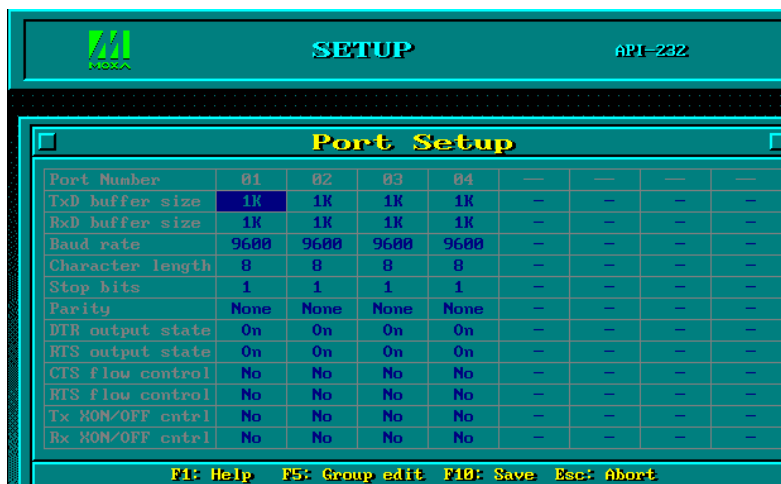 MOXA
SETUP
API-232
Port Setup
Port Number 01 02 03 04 — — — —
TxD buffer size 1K 1K 1K 1K – – – –
RxD buffer size 1K 1K 1K 1K – – – –
Baud rate 9600 9600 9600 9600 – – – –
Character length 8 8 8 8 – – – –
Stop bits 1 1 1 1 – – – –
Parity None None None None – – – –
DTR output state On On On On – – – –
RTS output state On On On On – – – –
CTS flow control No No No No – – – –
RTS flow control No No No No – – – –
Tx XON/OFF cntrl No No No No – – – –
Rx XON/OFF cntrl No No No No – – – –
F1: Help F5: Group edit F10: Save Esc: Abort